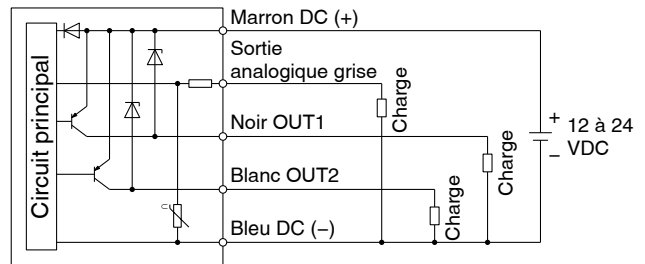 Marron DC (+)
Sortie
analogique grise
Circuit principal
Charge
Noir OUT1
+ 12 à 24
− VDC
Charge
Blanc OUT2
Charge
Bleu DC (−)